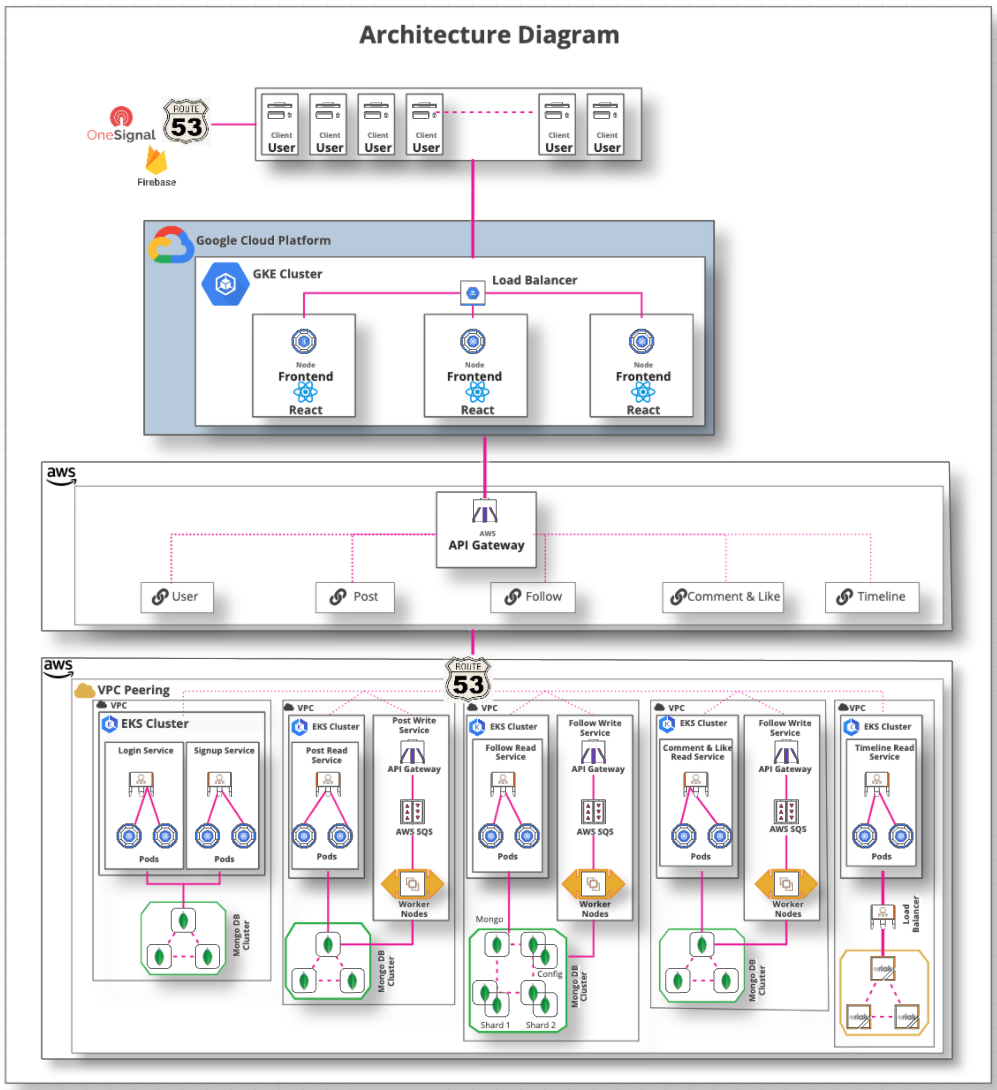 Architecture Diagram
ROUTE
53
OneSignal
Firebase
Client
User
Client
User
Client
User
Client
User
Client
User
Client
User
Google Cloud Platform
GKE Cluster
Load Balancer
Node
Frontend
React
Node
Frontend
React
Node
Frontend
React
aws
AWS
API Gateway
User
Post
Follow
Comment & Like
Timeline
aws
ROUTE
53
VPC Peering
VPC
EKS Cluster
Login Service
Pods
Signup Service
Pods
Mongo DB
Cluster
VPC
EKS Cluster
Post Read
Service
Pods
Post Write
Service
API Gateway
AWS SQS
Worker
Nodes
Mongo DB
Cluster
VPC
EKS Cluster
Follow Read
Service
Pods
Follow Write
Service
API Gateway
AWS SQS
Worker
Nodes
Mongo
Config
Shard 1
Shard 2
Mongo DB
Cluster
VPC
EKS Cluster
Comment & Like
Read Service
Pods
Follow Write
Service
API Gateway
AWS SQS
Worker
Nodes
Mongo DB
Cluster
VPC
EKS Cluster
Timeline Read
Service
Pods
Load
Balancer
riak
riak
riak